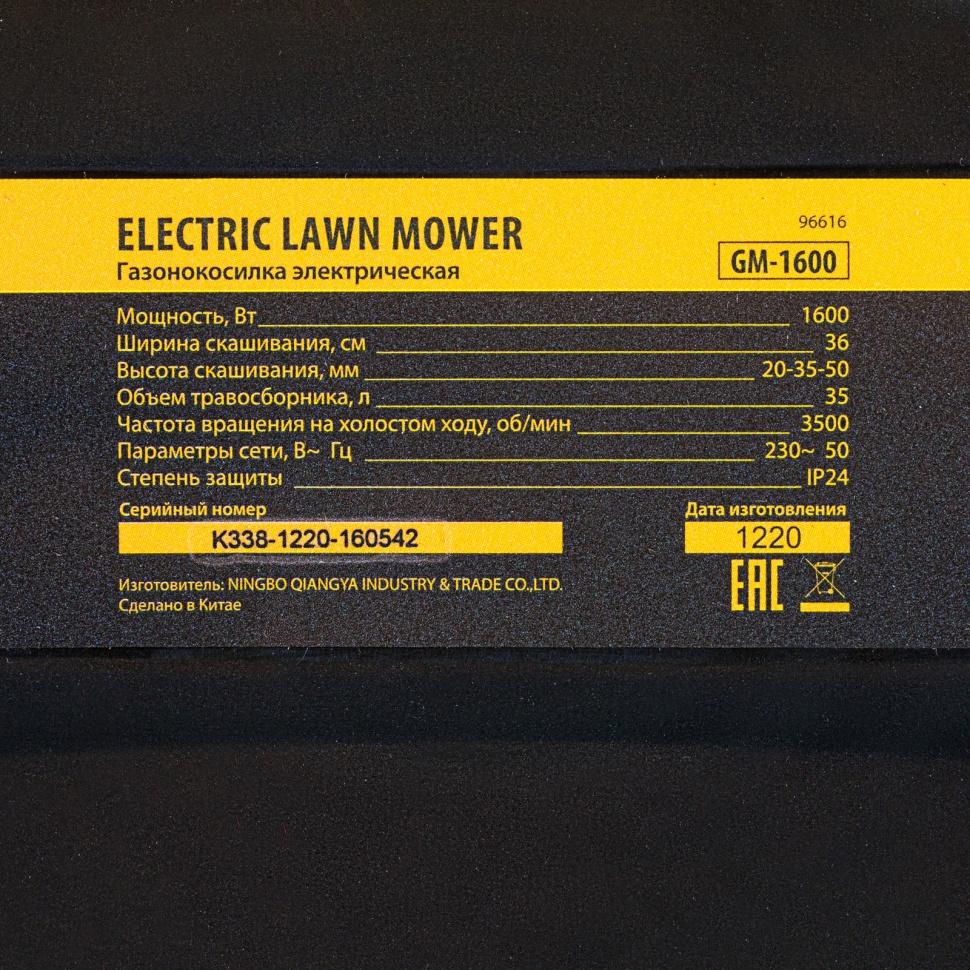 ELECTRIC LAWN MOWER
Газонокосилка электрическая
96616
GM-1600
Мощность, Вт 1600
Ширина скашивания, см 36
Высота скашивания, мм 20-35-50
Объем травосборника, л 35
Частота вращения на холостом ходу, об/мин 3500
Параметры сети, В~ Гц 230~ 50
Степень защиты IP24
Серийный номер
K338-1220-160542
Дата изготовления
1220
Изготовитель: NINGBO QIANGYA INDUSTRY & TRADE CO.,LTD.
Сделано в Китае
EAC